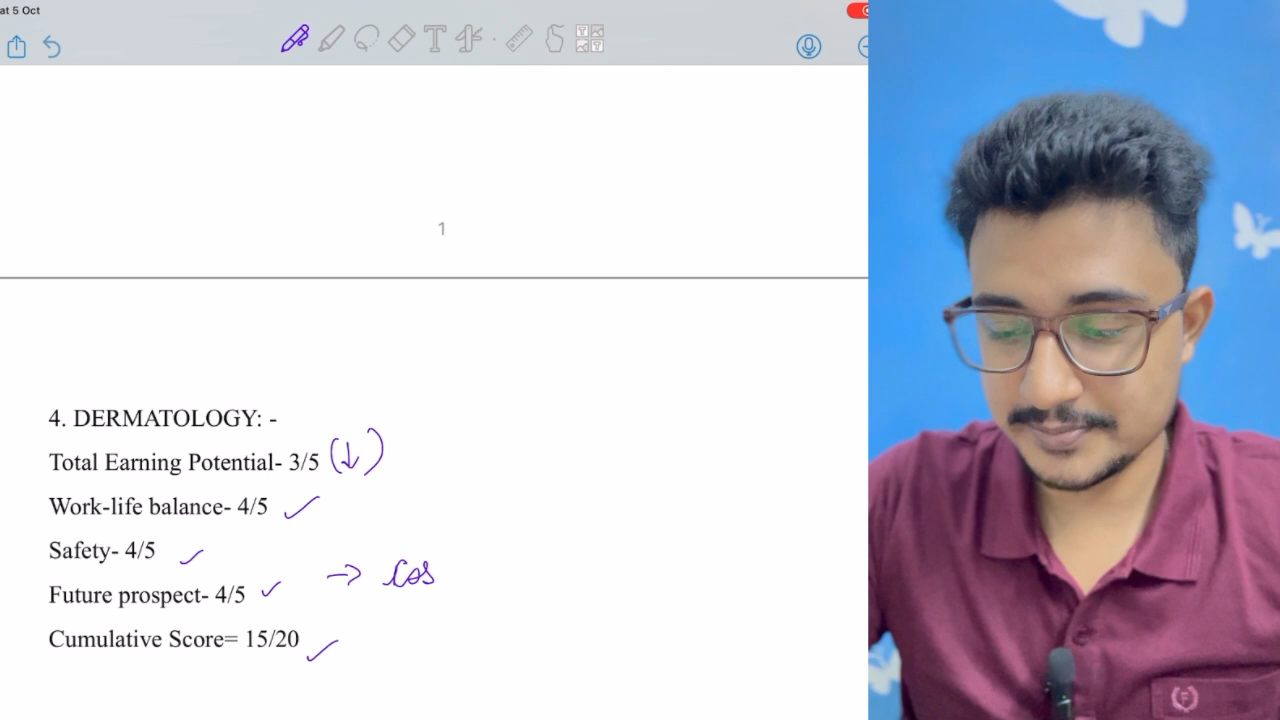 at 5 Oct
T
1
4. DERMATOLOGY: -
Total Earning Potential- 3/5 (↓)
Work-life balance- 4/5 ✓
Safety- 4/5 ✓
Future prospect- 4/5 ✓ → Cos
Cumulative Score= 15/20 ✓
F